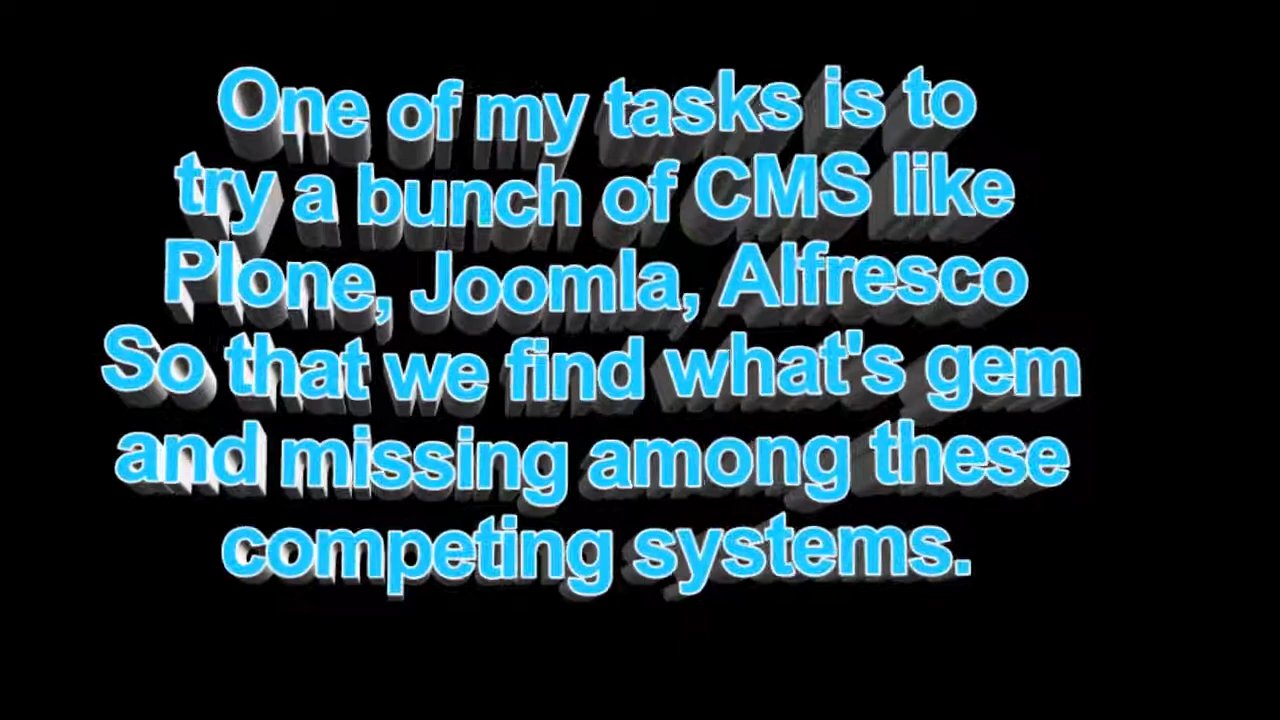 One of my tasks is to
try a bunch of CMS like
Plone, Joomla, Alfresco
So that we find what's gem
and missing among these
competing systems.